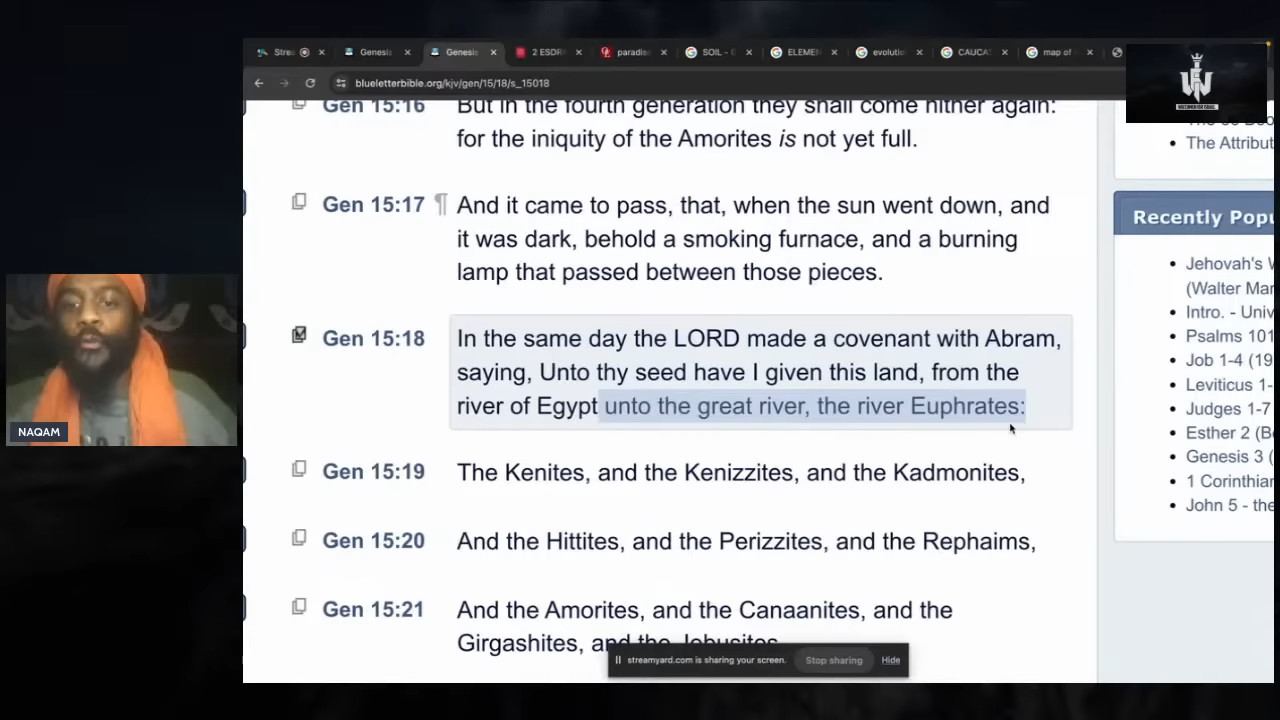 Stre
Genesis
Genesis
2 ESDR
paradis
SOIL - 
ELEMEN
evolutio
CAUCA
map of
blueletterbible.org/kjv/gen/15/18/s_15018
WATCHMEN FOR ISRAEL
Gen 15:16 But in the fourth generation they shall come hither again:
for the iniquity of the Amorites is not yet full.
Gen 15:17 ¶ And it came to pass, that, when the sun went down, and
it was dark, behold a smoking furnace, and a burning
lamp that passed between those pieces.
Gen 15:18 In the same day the LORD made a covenant with Abram,
saying, Unto thy seed have I given this land, from the
river of Egypt unto the great river, the river Euphrates:
Gen 15:19 The Kenites, and the Kenizzites, and the Kadmonites,
Gen 15:20 And the Hittites, and the Perizzites, and the Rephaims,
Gen 15:21 And the Amorites, and the Canaanites, and the
Girgashites, and the Jebusites.
• The Attribut
Recently Popu
• Jehovah's W
(Walter Mar
• Intro. - Univ
• Psalms 101
• Job 1-4 (19
• Leviticus 1-
• Judges 1-7
• Esther 2 (B
• Genesis 3 (
• 1 Corinthian
• John 5 - the
NAQAM
streamyard.com is sharing your screen. Stop sharing Hide